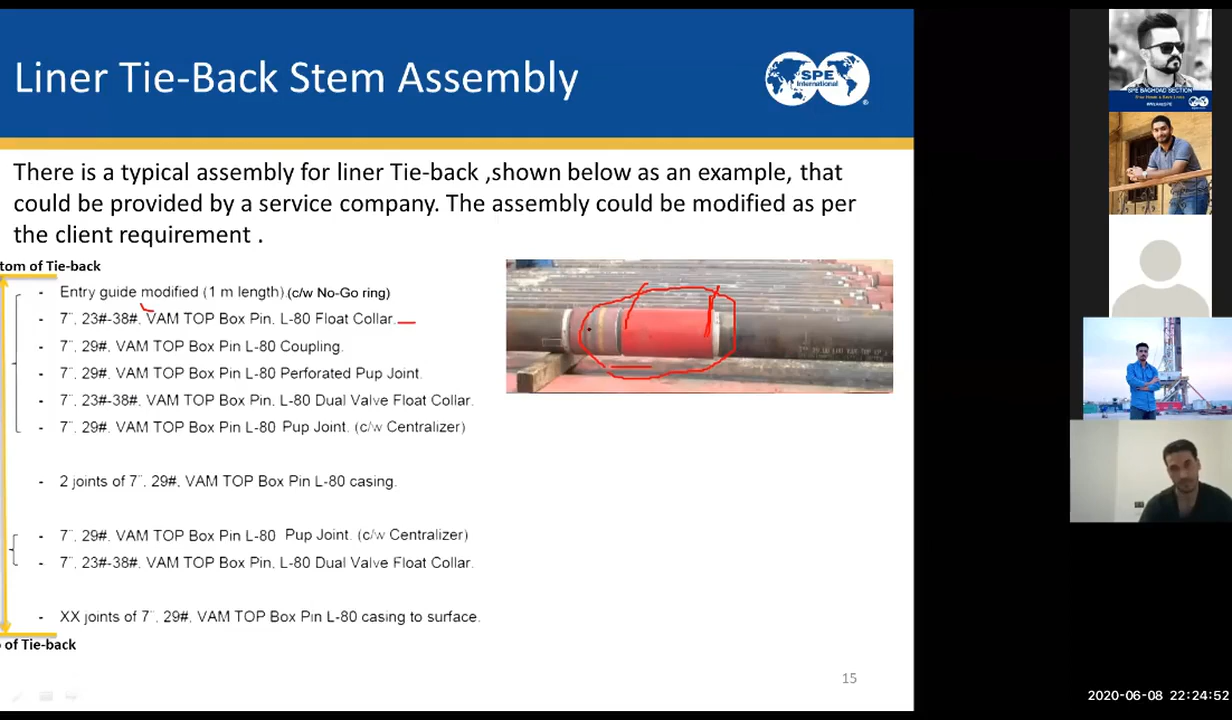 Liner Tie-Back Stem Assembly
SPE
International
There is a typical assembly for liner Tie-back ,shown below as an example, that
could be provided by a service company. The assembly could be modified as per
the client requirement .
tom of Tie-back
- Entry guide modified (1 m length).(c/w No-Go ring)
- 7", 23#-38#, VAM TOP Box Pin, L-80 Float Collar.
- 7", 29#, VAM TOP Box Pin L-80 Coupling.
- 7", 29#, VAM TOP Box Pin L-80 Perforated Pup Joint.
- 7", 23#-38#, VAM TOP Box Pin, L-80 Dual Valve Float Collar.
- 7", 29#, VAM TOP Box Pin L-80 Pup Joint. (c/w Centralizer)
- 2 joints of 7", 29#, VAM TOP Box Pin L-80 casing.
- 7", 29#, VAM TOP Box Pin L-80 Pup Joint. (c/w Centralizer)
- 7", 23#-38#, VAM TOP Box Pin, L-80 Dual Valve Float Collar.
- XX joints of 7", 29#, VAM TOP Box Pin L-80 casing to surface.
of Tie-back
15
SPE BAGHDAD SECTION
2020-06-08 22:24:52